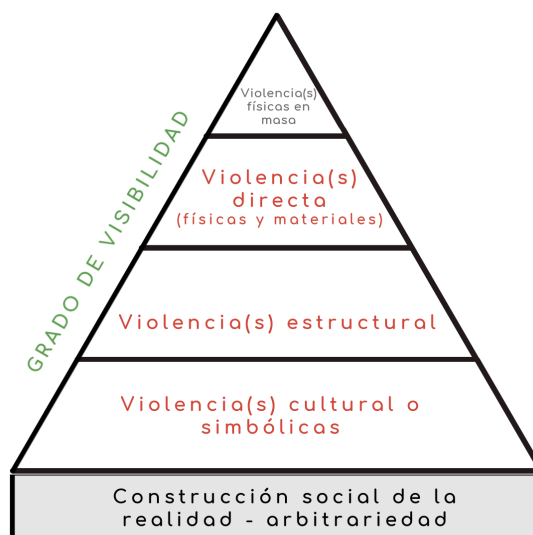 Violencia(s)
físicas en
masa
GRADO DE VISIBILIDAD
Violencia(s)
directa
(físicas y materiales)
Violencia(s) estructural
Violencia(s) cultural o
simbólicas
Construcción social de la
realidad - arbitrariedad